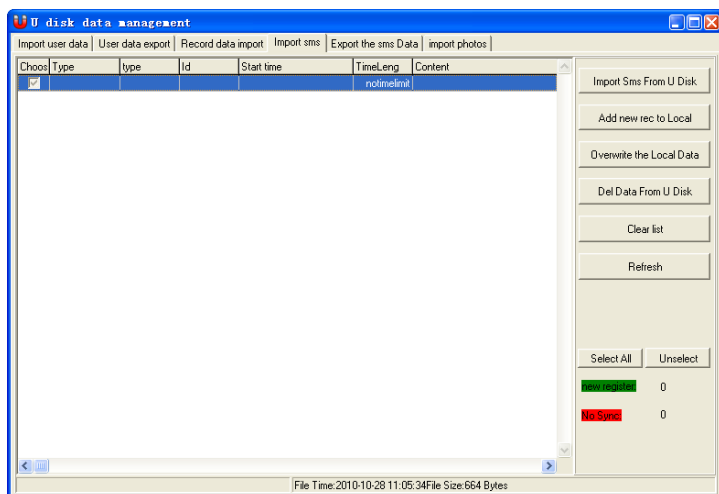 U disk data management
Import user data User data export Record data import Import sms Export the sms Data import photos
Choos Type type Id Start time TimeLeng Content
notimelimit
Import Sms From U Disk
Add new rec to Local
Overwrite the Local Data
Del Data From U Disk
Clear list
Refresh
Select All Unselect
new register: 0
No Sync: 0
File Time:2010-10-28 11:05:34File Size:664 Bytes